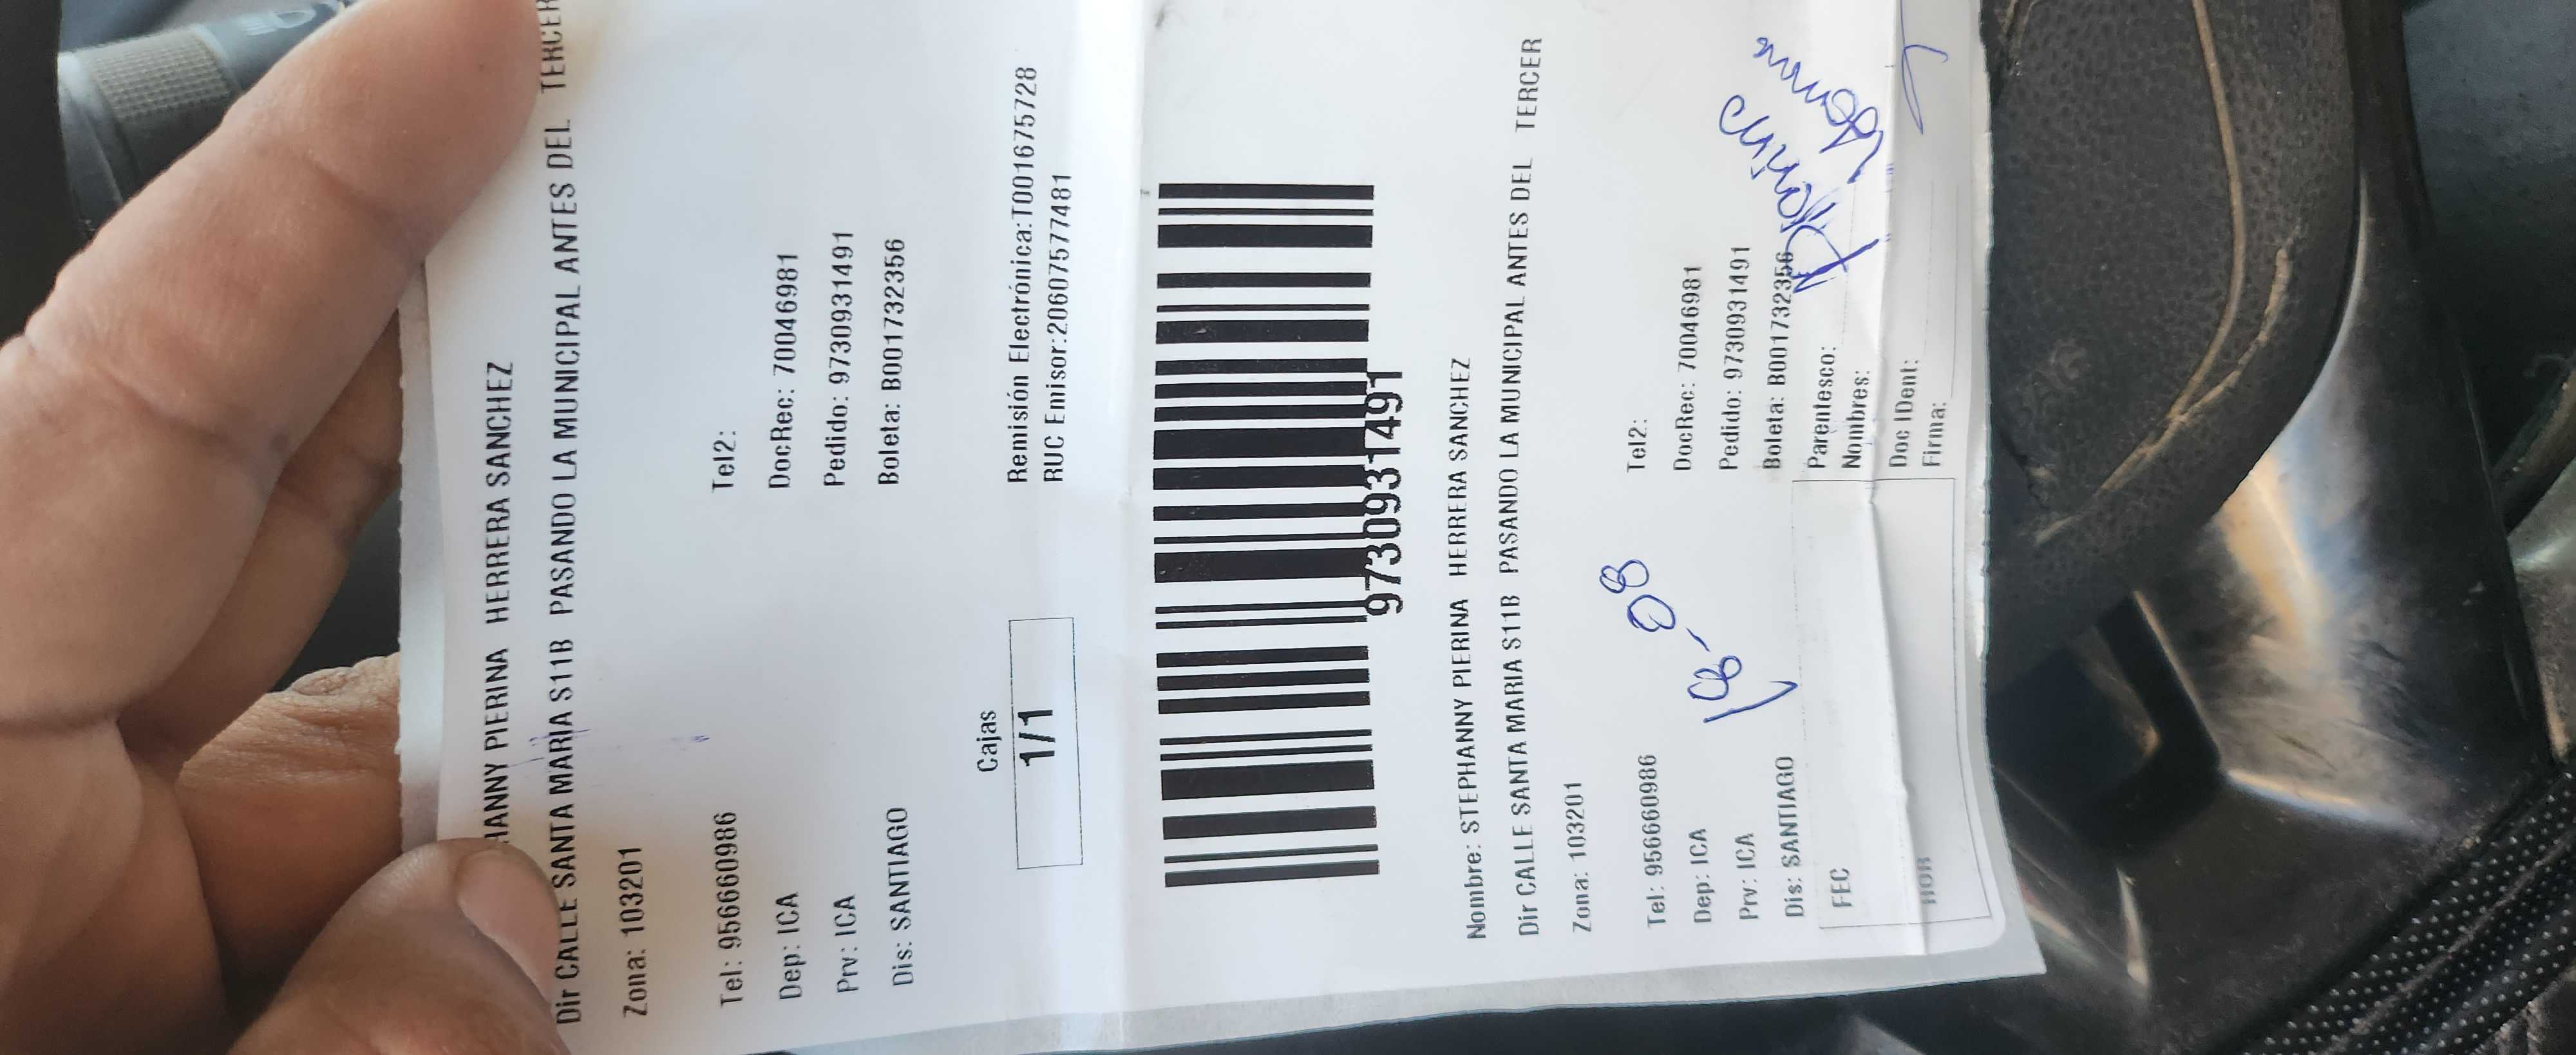 HANNY PIERINA HERRERA SANCHEZ
Dir CALLE SANTA MARIA S11B PASANDO LA MUNICIPAL ANTES DEL TERCER
Zona: 103201
Tel: 956660986 Tel2:
Dep: ICA DocRec: 70046981
Prv: ICA Pedido: 9730931491
Dis: SANTIAGO Boleta: B001732356
Cajas
1/1
Remisión Electrónica:T001675728
RUC Emisor:20607577481
9730931491
Nombre: STEPHANNY PIERINA HERRERA SANCHEZ
Dir CALLE SANTA MARIA S11B PASANDO LA MUNICIPAL ANTES DEL TERCER
Zona: 103201
Tel: 956660986 Tel2:
Dep: ICA DocRec: 70046981
Prv: ICA Pedido: 9730931491
Dis: SANTIAGO Boleta: B001732356
FEC
HOR
Parentesco:
Nombres:
Doc IDent:
Firma: